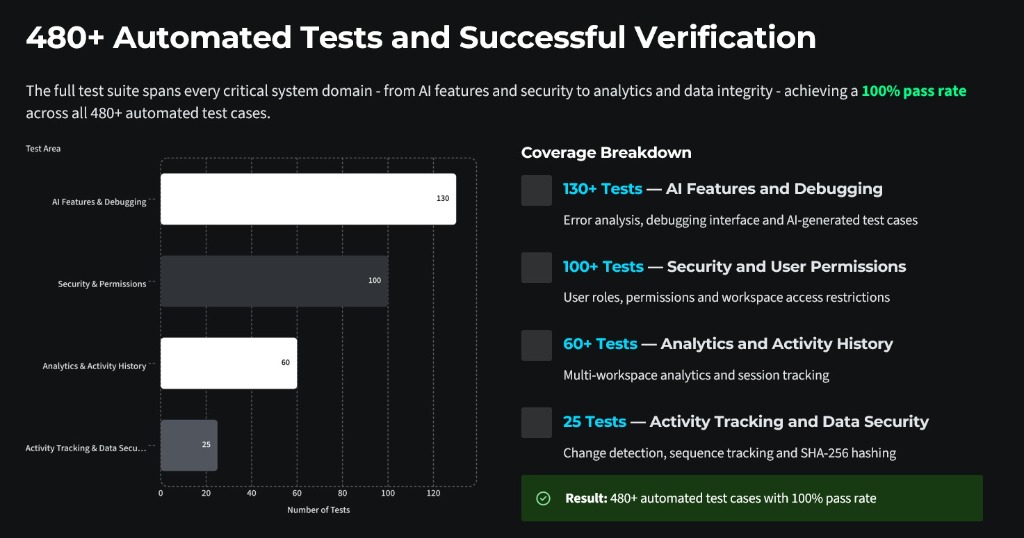 480+ Automated Tests and Successful Verification
The full test suite spans every critical system domain - from AI features and security to analytics and data integrity - achieving a 100% pass rate
across all 480+ automated test cases.
Test Area
AI Features & Debugging
130
Security & Permissions
100
Analytics & Activity History
60
Activity Tracking & Data Secu...
25
0 20 40 60 80 100 120
Number of Tests
Coverage Breakdown
130+ Tests — AI Features and Debugging
Error analysis, debugging interface and AI-generated test cases
100+ Tests — Security and User Permissions
User roles, permissions and workspace access restrictions
60+ Tests — Analytics and Activity History
Multi-workspace analytics and session tracking
25 Tests — Activity Tracking and Data Security
Change detection, sequence tracking and SHA-256 hashing
Result: 480+ automated test cases with 100% pass rate